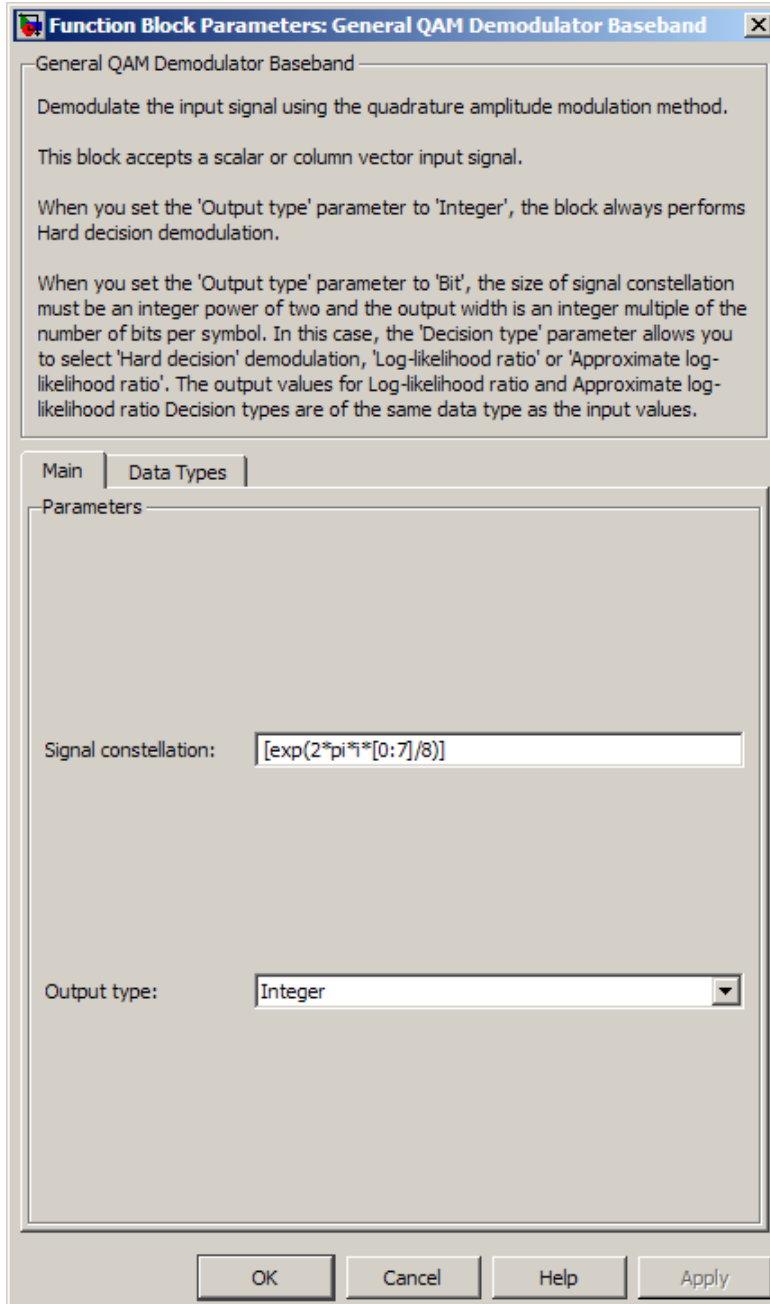 Function Block Parameters: General QAM Demodulator Baseband
General QAM Demodulator Baseband
Demodulate the input signal using the quadrature amplitude modulation method.
This block accepts a scalar or column vector input signal.
When you set the 'Output type' parameter to 'Integer', the block always performs
Hard decision demodulation.
When you set the 'Output type' parameter to 'Bit', the size of signal constellation
must be an integer power of two and the output width is an integer multiple of the
number of bits per symbol. In this case, the 'Decision type' parameter allows you
to select 'Hard decision' demodulation, 'Log-likelihood ratio' or 'Approximate log-
likelihood ratio'. The output values for Log-likelihood ratio and Approximate log-
likelihood ratio Decision types are of the same data type as the input values.
Main Data Types
Parameters
Signal constellation: [exp(2*pi*i*[0:7]/8)]
Output type: Integer
OK Cancel Help Apply